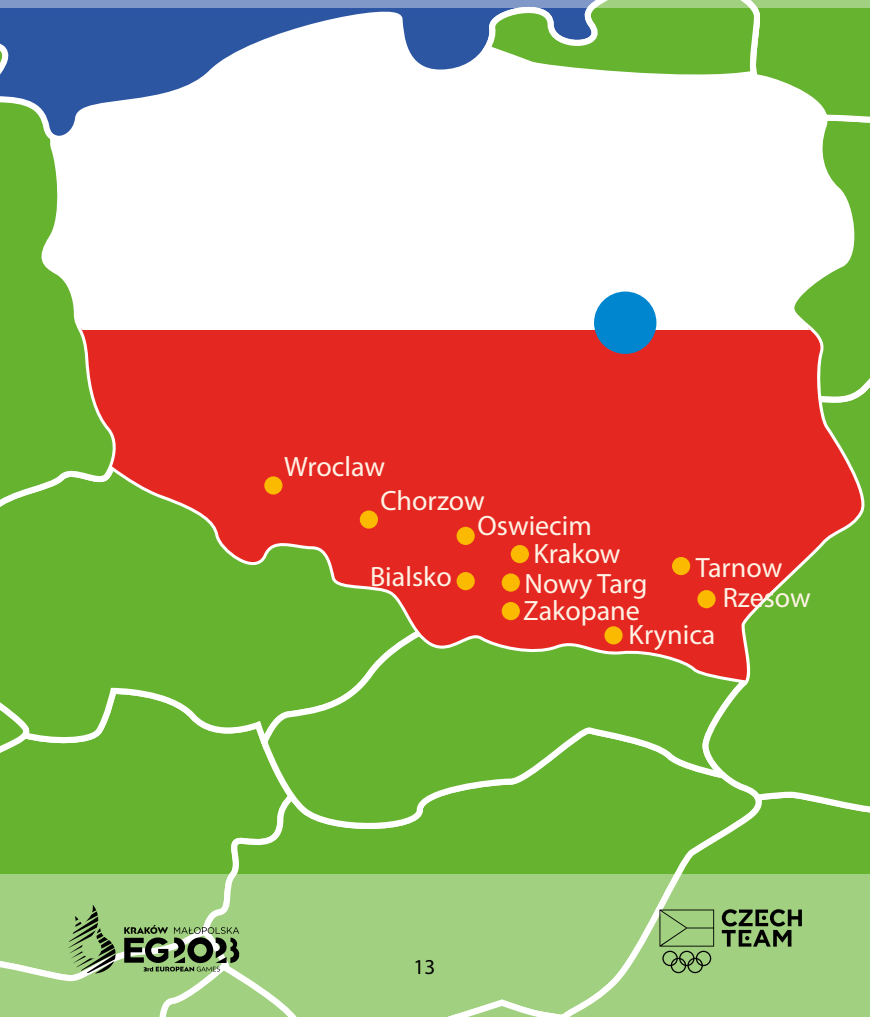 Wroclaw
Chorzow
Oswiecim
Krakow
Tarnow
Bialsko
Nowy Targ
Rzesow
Zakopane
Krynica
KRAKÓW MAŁOPOLSKA
EG2023
3rd EUROPEAN GAMES
13
CZECH
TEAM